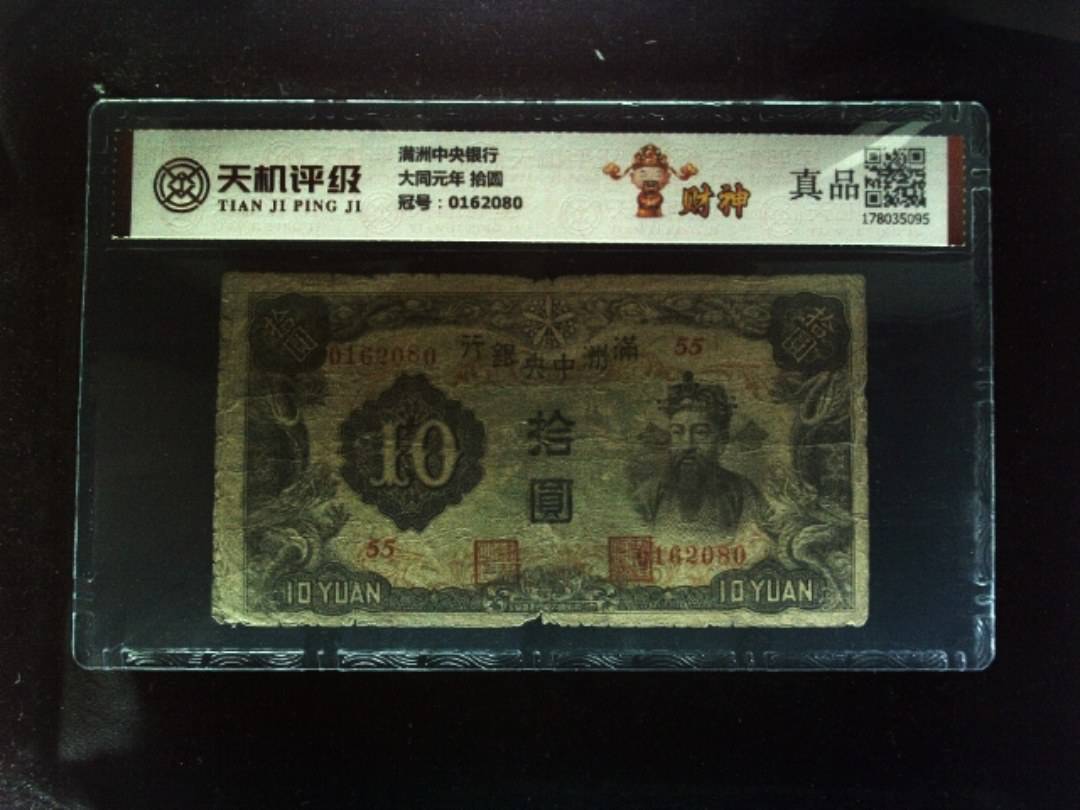 天机评级
TIAN JI PING JI
满洲中央银行
大同元年 拾圆
冠号：0162080
财神
真品
178035095
拾圓
拾圓
0162080
行銀央中洲滿
55
10
拾
圓
55
0162080
10 YUAN
10 YUAN